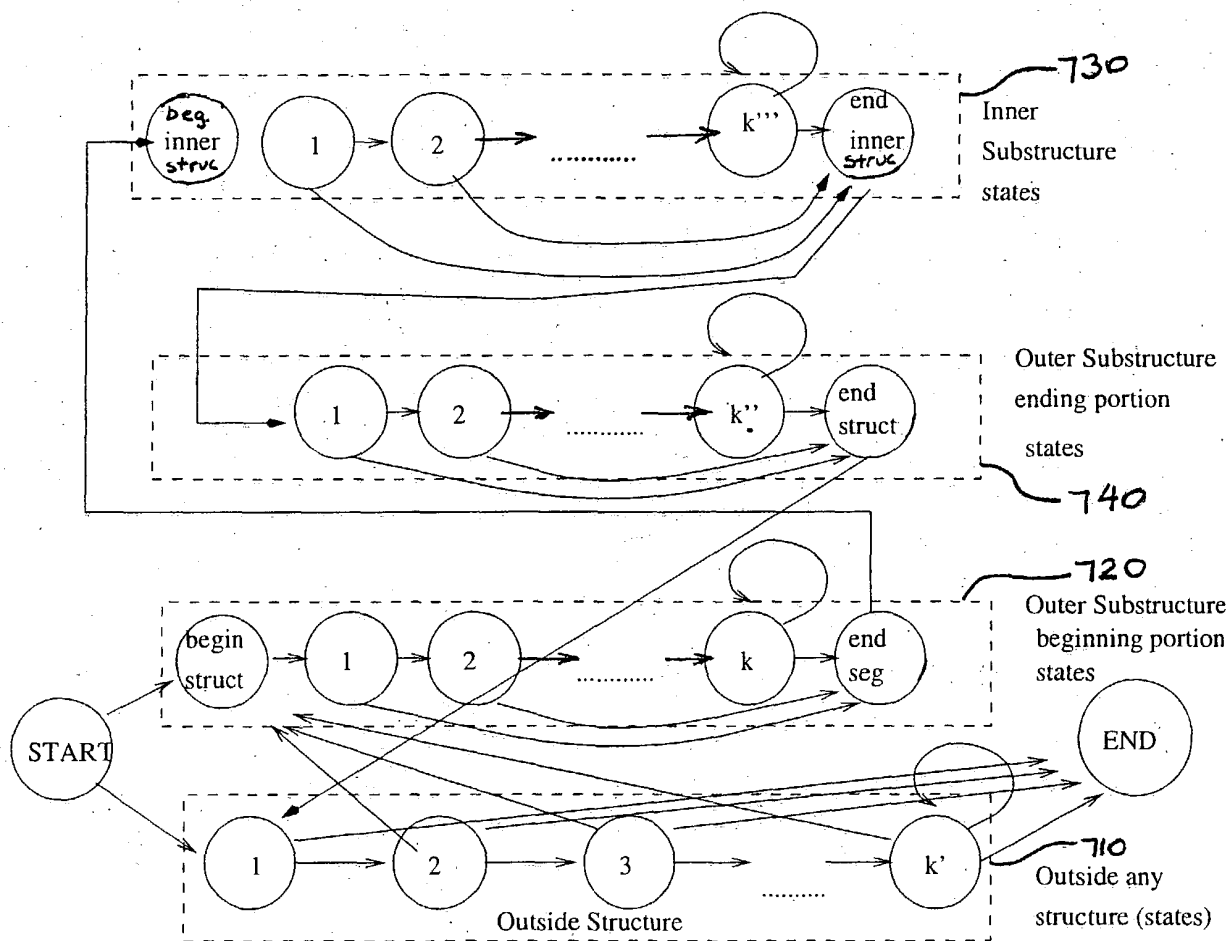 730
beg.
inner
struc
1
2
............
k'''
end
inner
struc
Inner
Substructure
states
1
2
............
k''
end
struct
Outer Substructure
ending portion
states
740
720
begin
struct
1
2
............
k
end
seg
Outer Substructure
beginning portion
states
START
END
1
2
3
.........
k'
710
Outside any
structure (states)
Outside Structure